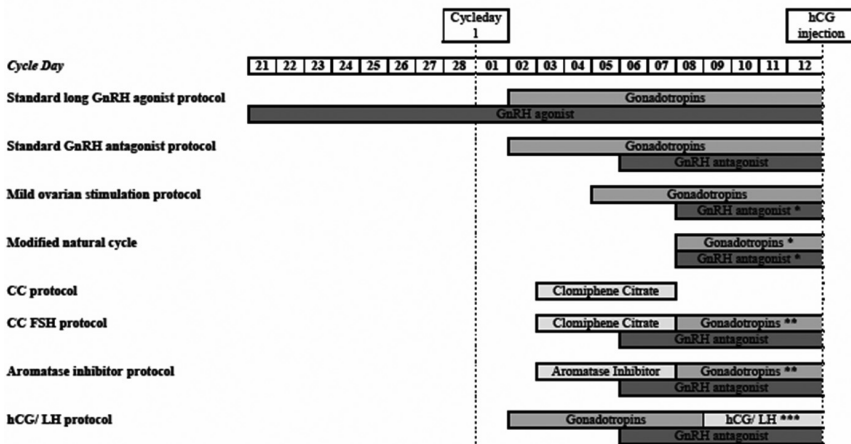 Cycleday
1
hCG
injection
Cycle Day 21 22 23 24 25 26 27 28 01 02 03 04 05 06 07 08 09 10 11 12
Standard long GnRH agonist protocol Gonadotropins
GnRH agonist
Standard GnRH antagonist protocol Gonadotropins
GnRH antagonist
Mild ovarian stimulation protocol Gonadotropins
GnRH antagonist *
Modified natural cycle Gonadotropins *
GnRH antagonist *
CC protocol Clomiphene Citrate
CC FSH protocol Clomiphene Citrate Gonadotropins **
GnRH antagonist
Aromatase inhibitor protocol Aromatase Inhibitor Gonadotropins **
GnRH antagonist
hCG/ LH protocol Gonadotropins hCG/ LH ***
GnRH antagonist